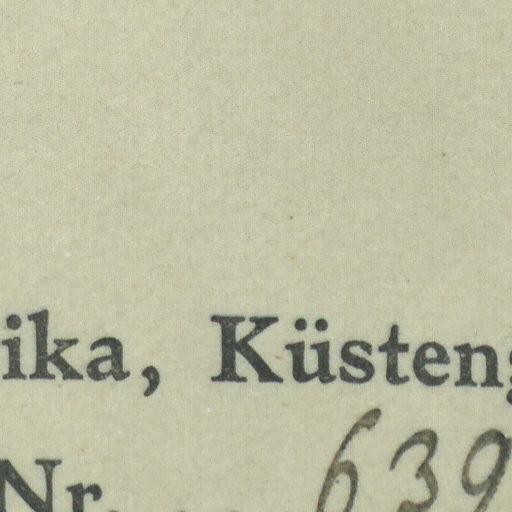 ika, Küsten
Nr. 639